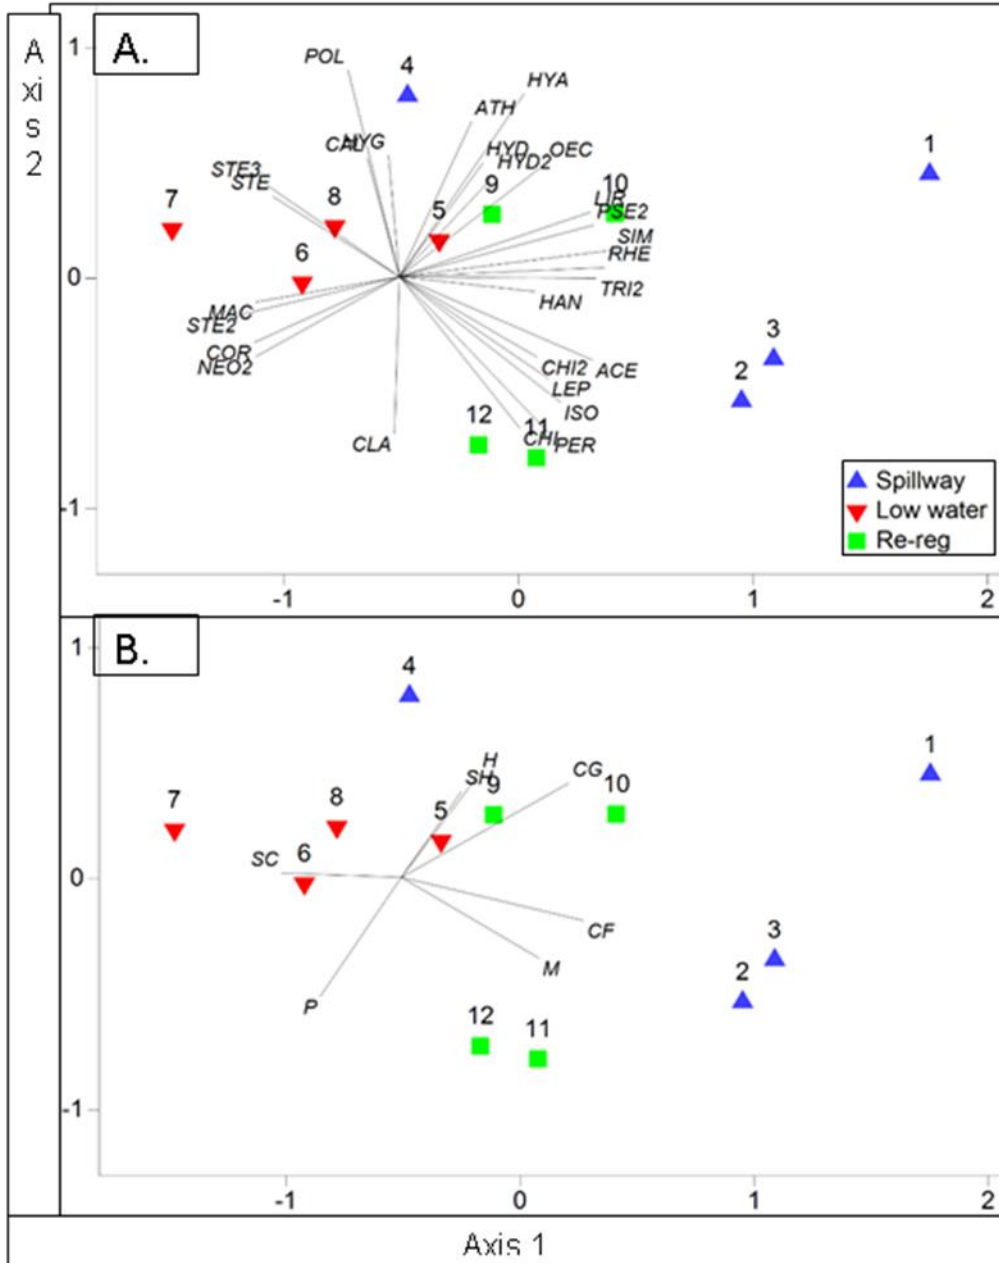 A
xi
s
2
A.
1
0
-1
POL
4
HYA
ATH
CAL
HYG
HYD
OEC
HYD2
1
STE3
STE
7
8
5
9
10
LIR
PSE2
SIM
6
RHE
TRI2
HAN
MAC
STE2
COR
NEO2
3
2
CHI2
ACE
LEP
ISO
12
11
CLA
CHI
PER
Spillway
Low water
Re-reg
-1
0
1
2
B.
1
0
-1
4
1
H
SH
CG
7
8
5
9
10
SC
6
CF
3
M
2
P
12
11
-1
0
1
2
Axis 1